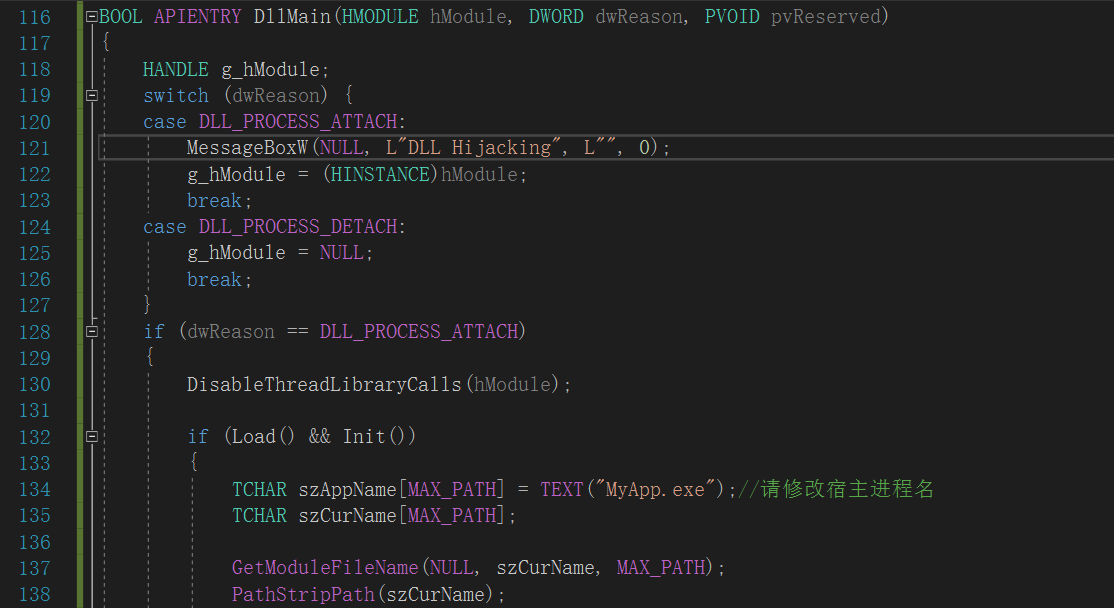 116 BOOL APIENTRY DllMain(HMODULE hModule, DWORD dwReason, PVOID pvReserved)
117 {
118 HANDLE g_hModule;
119 switch (dwReason) {
120 case DLL_PROCESS_ATTACH:
121 MessageBoxW(NULL, L"DLL Hijacking", L"", 0);
122 g_hModule = (HINSTANCE)hModule;
123 break;
124 case DLL_PROCESS_DETACH:
125 g_hModule = NULL;
126 break;
127 }
128 if (dwReason == DLL_PROCESS_ATTACH)
129 {
130 DisableThreadLibraryCalls(hModule);
131
132 if (Load() && Init())
133 {
134 TCHAR szAppName[MAX_PATH] = TEXT("MyApp.exe");//请修改宿主进程名
135 TCHAR szCurName[MAX_PATH];
136
137 GetModuleFileName(NULL, szCurName, MAX_PATH);
138 PathStripPath(szCurName);